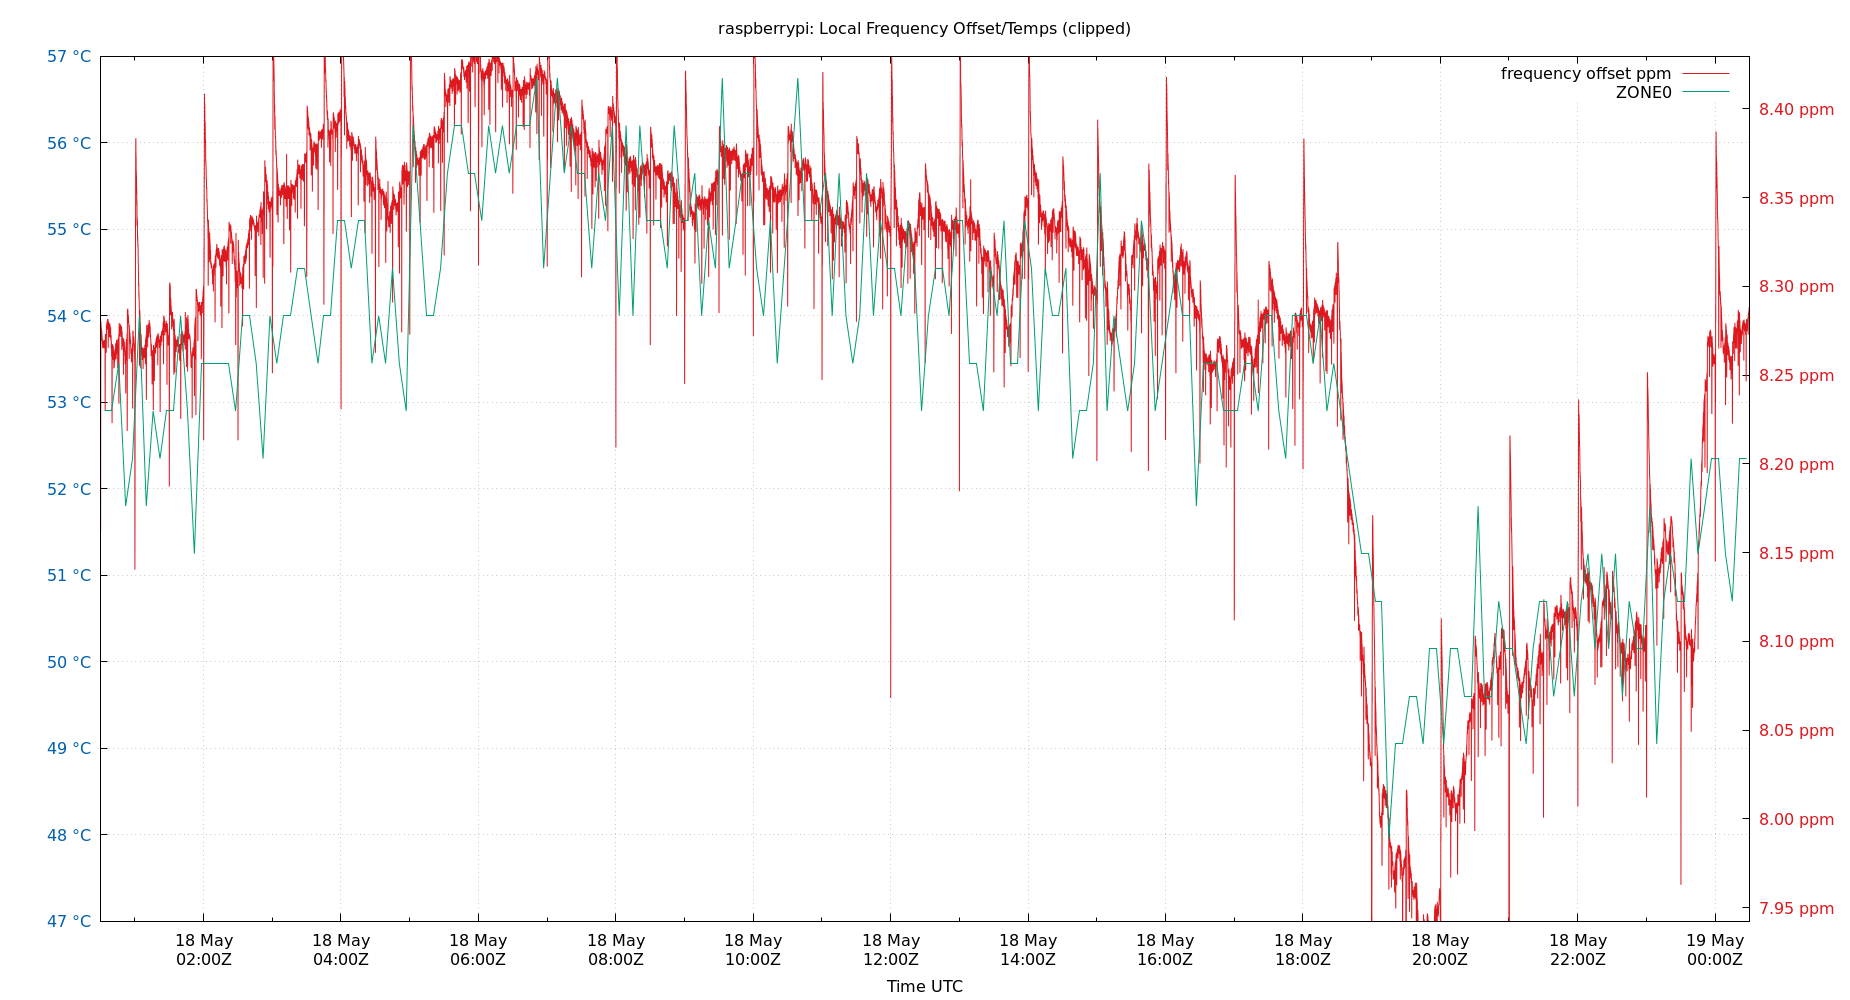 raspberrypi: Local Frequency Offset/Temps (clipped)
57 °C
56 °C
55 °C
54 °C
53 °C
52 °C
51 °C
50 °C
49 °C
48 °C
47 °C
frequency offset ppm
ZONE0
8.40 ppm
8.35 ppm
8.30 ppm
8.25 ppm
8.20 ppm
8.15 ppm
8.10 ppm
8.05 ppm
8.00 ppm
7.95 ppm
18 May 18 May 18 May 18 May 18 May 18 May 18 May 18 May 18 May 18 May 18 May 19 May
02:00Z 04:00Z 06:00Z 08:00Z 10:00Z 12:00Z 14:00Z 16:00Z 18:00Z 20:00Z 22:00Z 00:00Z
Time UTC